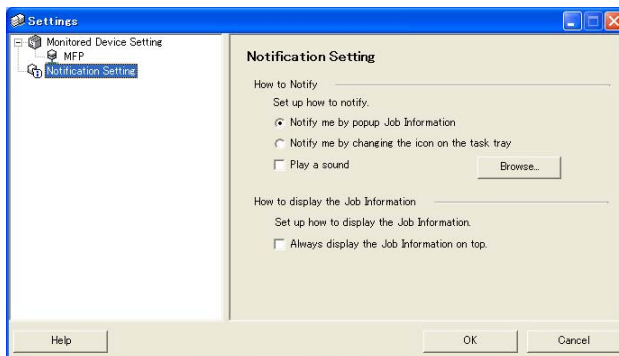 Settings
Monitored Device Setting
MFP
Notification Setting
Notification Setting
How to Notify
Set up how to notify.
Notify me by popup Job Information
Notify me by changing the icon on the task tray
Play a sound
Browse...
How to display the Job Information
Set up how to display the Job Information.
Always display the Job Information on top.
Help
OK
Cancel